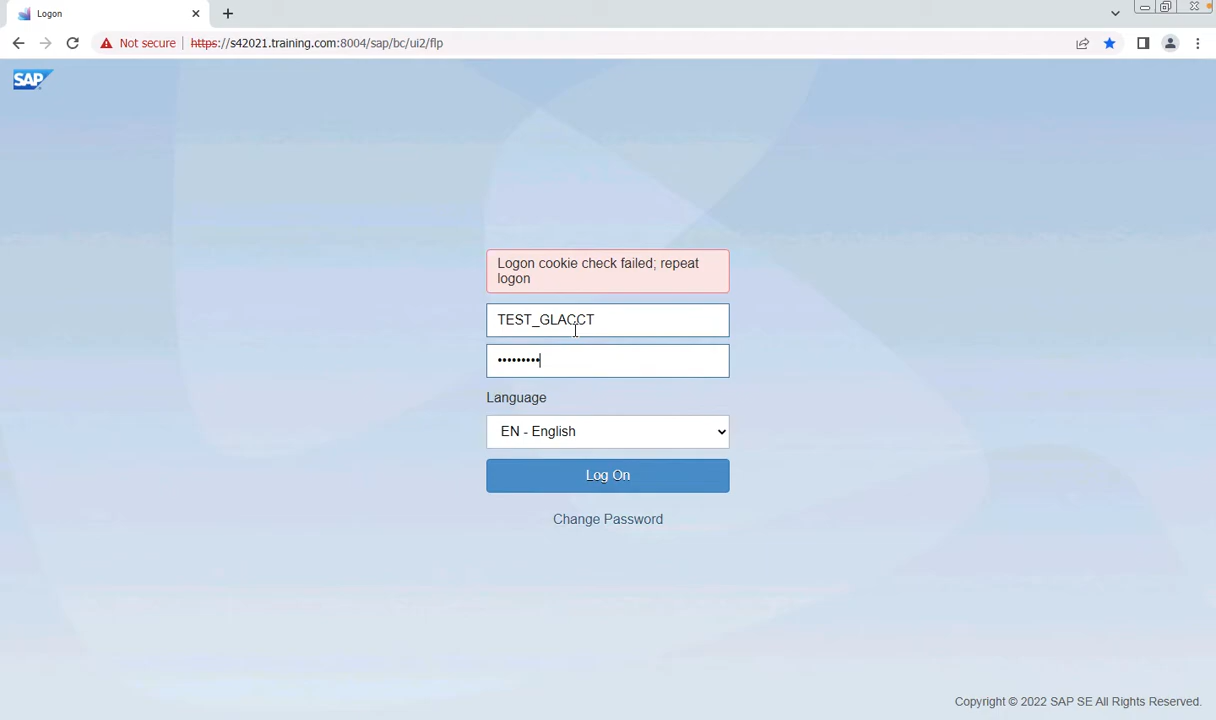 Logon
Not secure
https://s42021.training.com:8004/sap/bc/ui2/flp
SAP
Logon cookie check failed; repeat
logon
TEST_GLACCT
•••••••••
Language
EN - English
Log On
Change Password
Copyright © 2022 SAP SE All Rights Reserved.